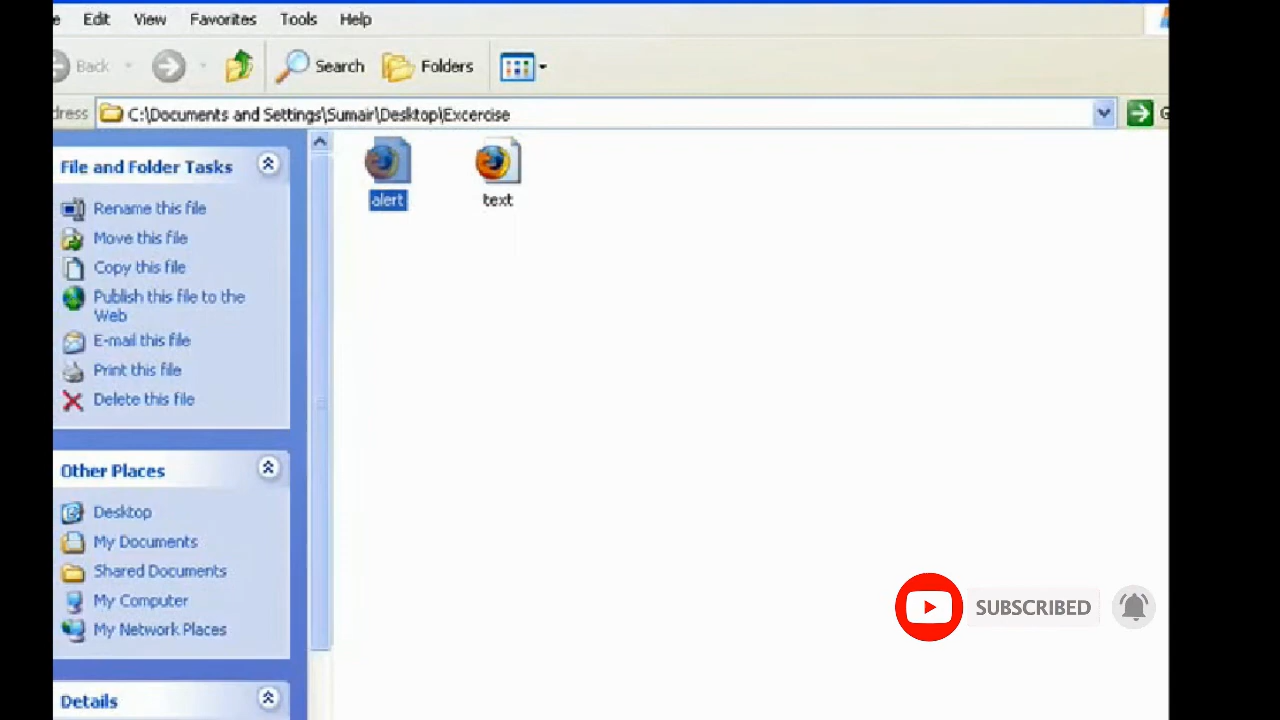 Edit View Favorites Tools Help
Back Search Folders
C:\Documents and Settings\Sumair\Desktop\Excercise
File and Folder Tasks
alert text
Rename this file
Move this file
Copy this file
Publish this file to the
Web
E-mail this file
Print this file
Delete this file
Other Places
Desktop
My Documents
Shared Documents
My Computer
My Network Places
SUBSCRIBED
Details